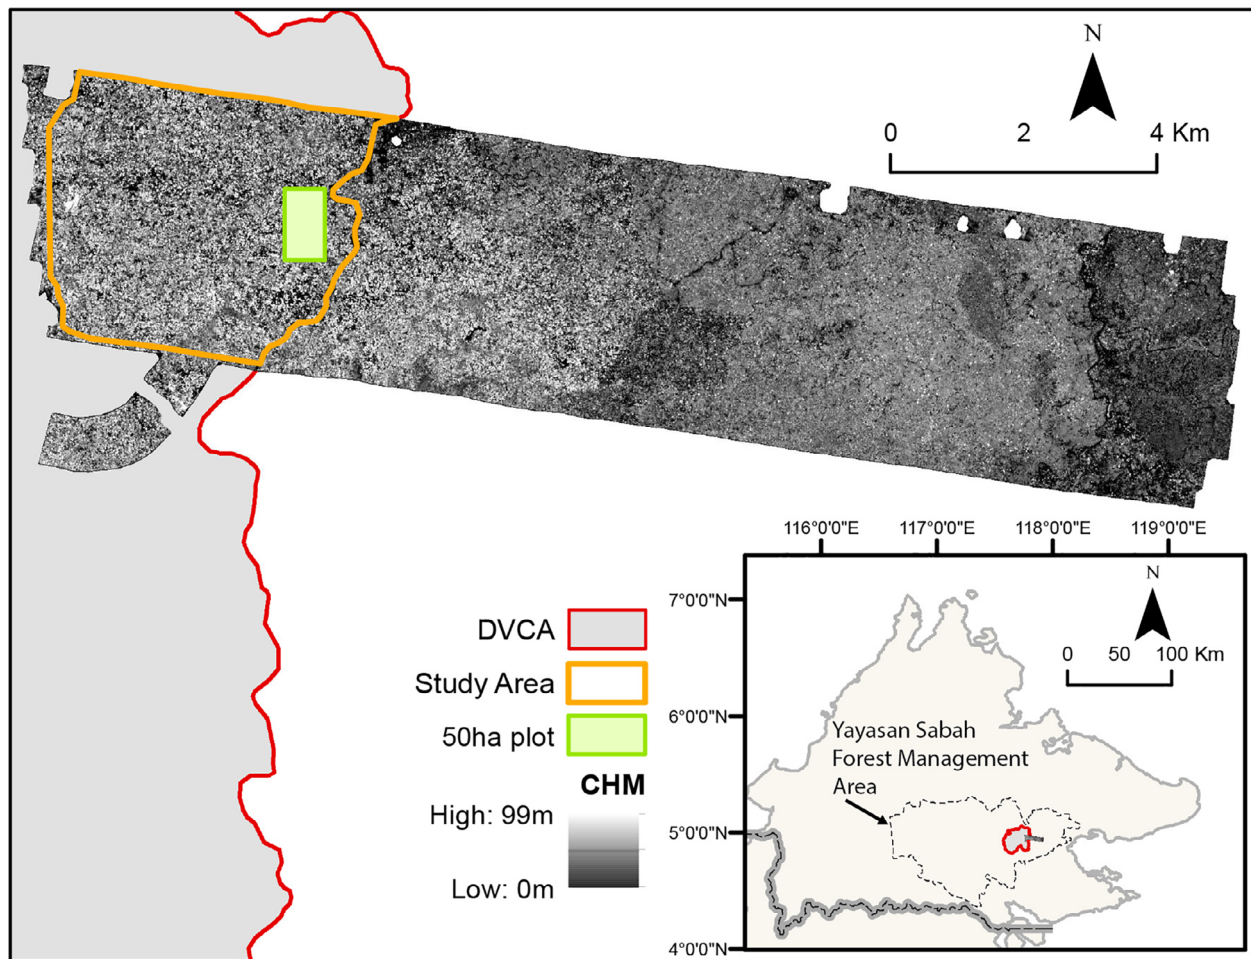 N
0 2 4 Km
DVCA
Study Area
50ha plot
CHM
High: 99m
Low: 0m
116°0'0"E 117°0'0"E 118°0'0"E 119°0'0"E
7°0'0"N
6°0'0"N
5°0'0"N
4°0'0"N
N
0 50 100 Km
Yayasan Sabah
Forest Management
Area